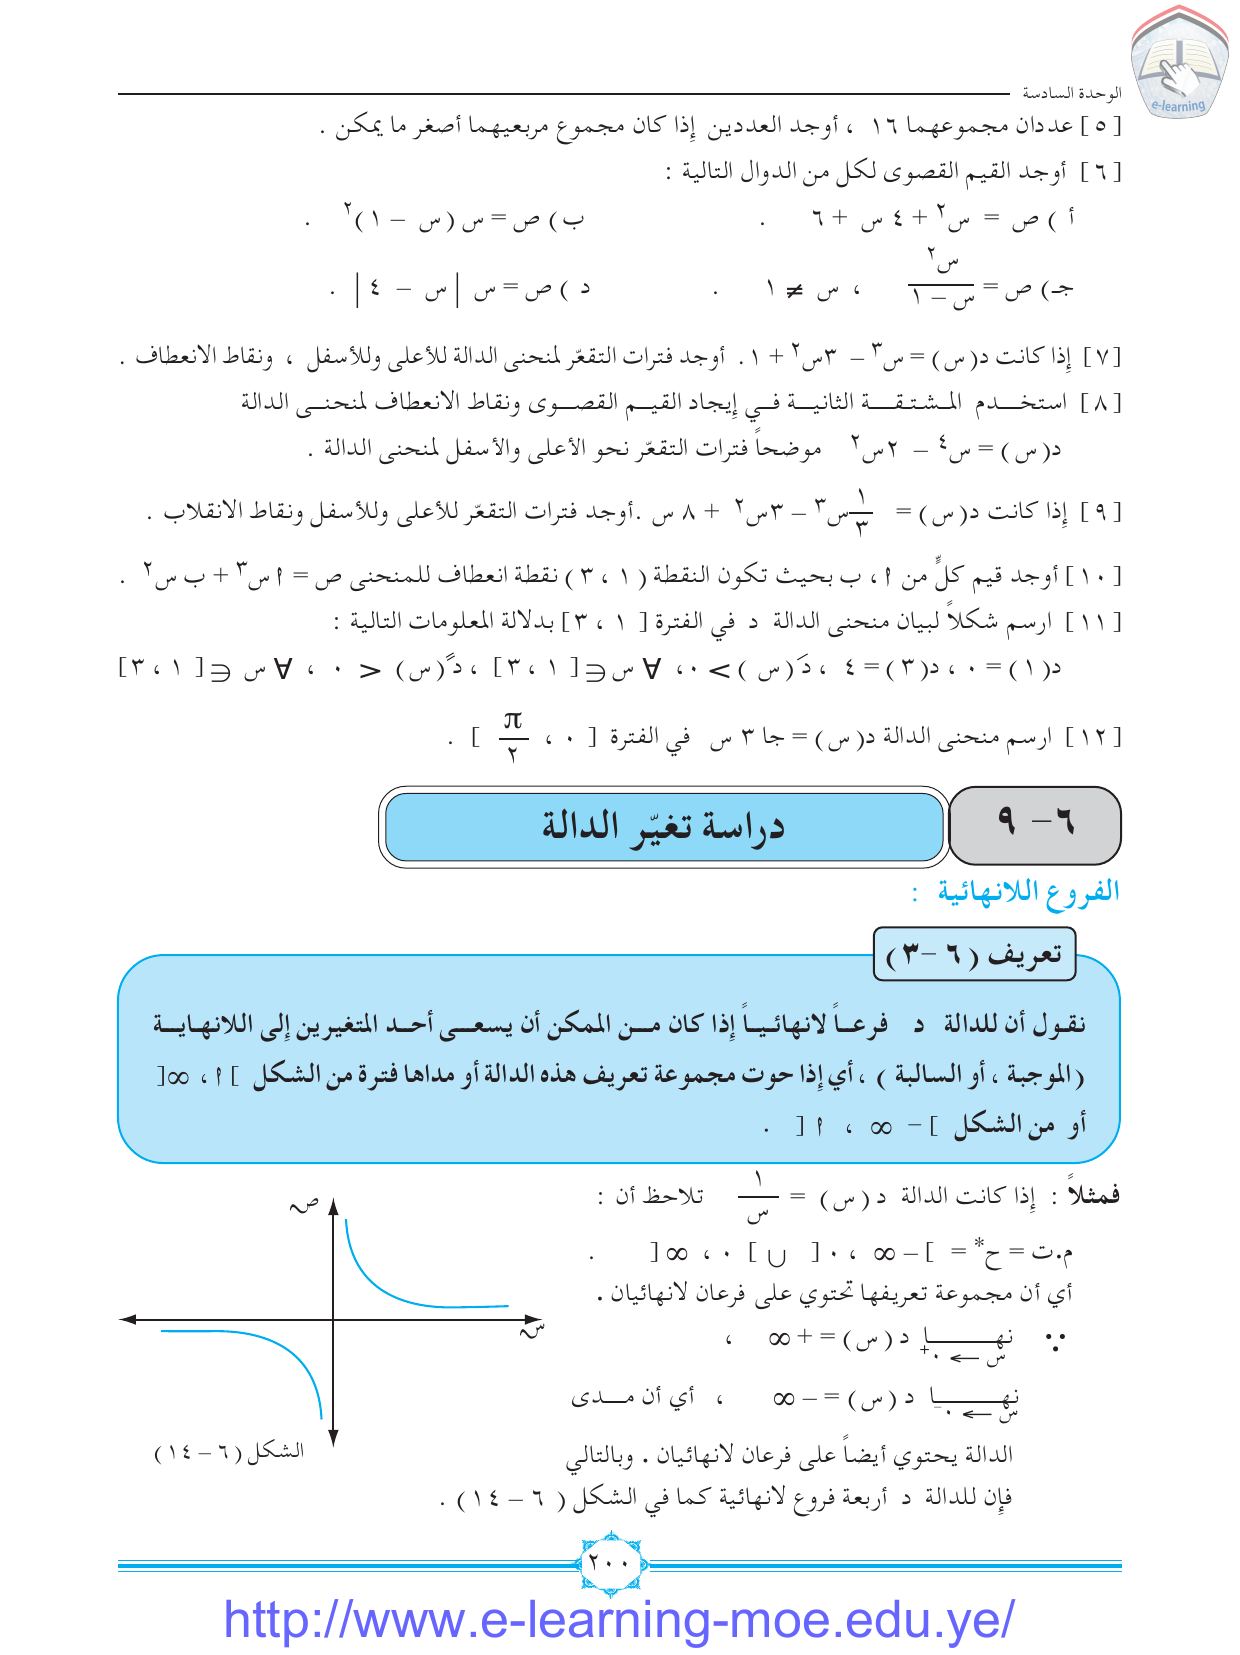 e-learning
الوحدة السادسة
[٥] عددان مجموعهما ١٦ ، أوجد العددين إذا كان مجموع مربعيهما أصغر ما يمكن .
[٦] أوجد القيم القصوى لكل من الدوال التالية :
أ ) ص = س٢ + ٤ س + ٦ . ب) ص = س (س – ١)٢ .
جـ) ص = س٢ / (س – ١) ، س ≠ ١ . د ) ص = س | س – ٤ | .
[٧] إذا كانت د(س) = س٣ – ٣س٢ + ١. أوجد فترات التقعّر لمنحنى الدالة للأعلى وللأسفل ، ونقاط الانعطاف .
[٨] استخدم المشتقة الثانية في إيجاد القيم القصوى ونقاط الانعطاف لمنحنى الدالة
د(س) = س٤ – ٢س٢ موضحاً فترات التقعّر نحو الأعلى والأسفل لمنحنى الدالة .
[٩] إذا كانت د(س) = ١/٣ س٣ – ٣س٢ + ٨ س .أوجد فترات التقعّر للأعلى وللأسفل ونقاط الانقلاب .
[١٠] أوجد قيم كلٍّ من ا ، ب بحيث تكون النقطة (١ ، ٣) نقطة انعطاف للمنحنى ص = ا س٣ + ب س٢ .
[١١] ارسم شكلاً لبيان منحنى الدالة د في الفترة [ ١ ، ٣] بدلالة المعلومات التالية :
د(١) = ٠ ، د(٣) = ٤ ، دَ(س) > ٠، ∀ س ∈ [ ١ ، ٣] ، دً(س) < ٠ ، ∀ س ∈ [ ١ ، ٣]
[١٢] ارسم منحنى الدالة د(س) = جا ٣ س في الفترة [ ٠ ، π/٢ ] .
٦ – ٩
دراسة تغيّر الدالة
الفروع اللانهائية :
تعريف (٦ –٣)
نقول أن للدالة د فرعاً لانهائياً إذا كان من الممكن أن يسعى أحد المتغيرين إلى اللانهاية
(الموجبة ، أو السالبة ) ، أي إذا حوت مجموعة تعريف هذه الدالة أو مداها فترة من الشكل ] ا ، ∞[
أو من الشكل ] – ∞ ، ا [ .
فمثلاً : إذا كانت الدالة د (س) = ١/س تلاحظ أن :
م.ت = ح* = ] – ∞ ، ٠[ ∪ ] ٠ ، ∞ [ .
أي أن مجموعة تعريفها تحتوي على فرعان لانهائيان .
∵ نهـــا س ← ٠+ د (س) = + ∞ ،
نهـــا س ← ٠– د (س) = – ∞ ، أي أن مدى
الدالة يحتوي أيضاً على فرعان لانهائيان . وبالتالي
فإن للدالة د أربعة فروع لانهائية كما في الشكل ( ٦ – ١٤) .
ص
س
الشكل (٦ – ١٤)
٢٠٠
http://www.e-learning-moe.edu.ye/